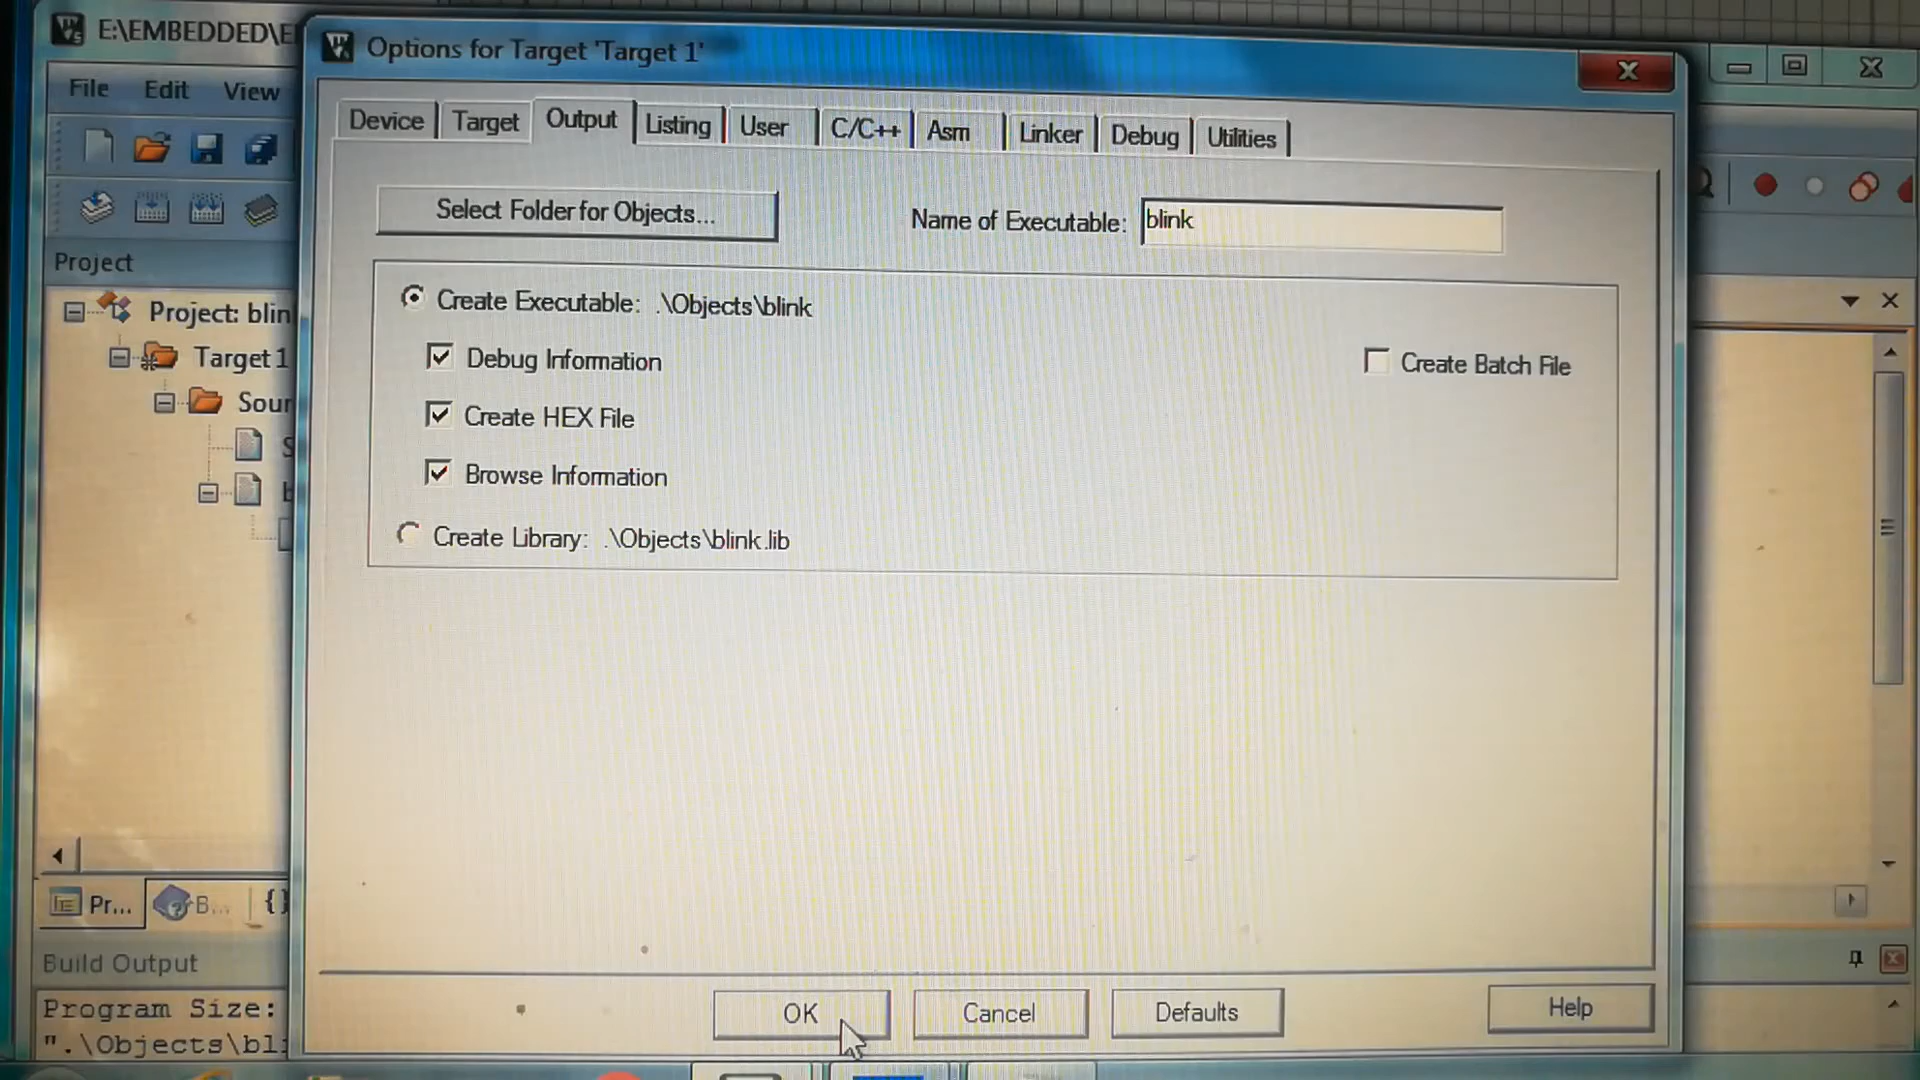 E:\EMBEDDED\E
Options for Target 'Target 1'
File Edit View
Device Target Output Listing User C/C++ Asm Linker Debug Utilities
Select Folder for Objects...
Name of Executable: blink
Project
Create Executable: .\Objects\blink
Project: blin
Debug Information
Create Batch File
Target 1
Sour
Create HEX File
Browse Information
Create Library: .\Objects\blink.lib
Pr... B... {}
Build Output
Program Size:
OK Cancel Defaults Help
".\Objects\bli